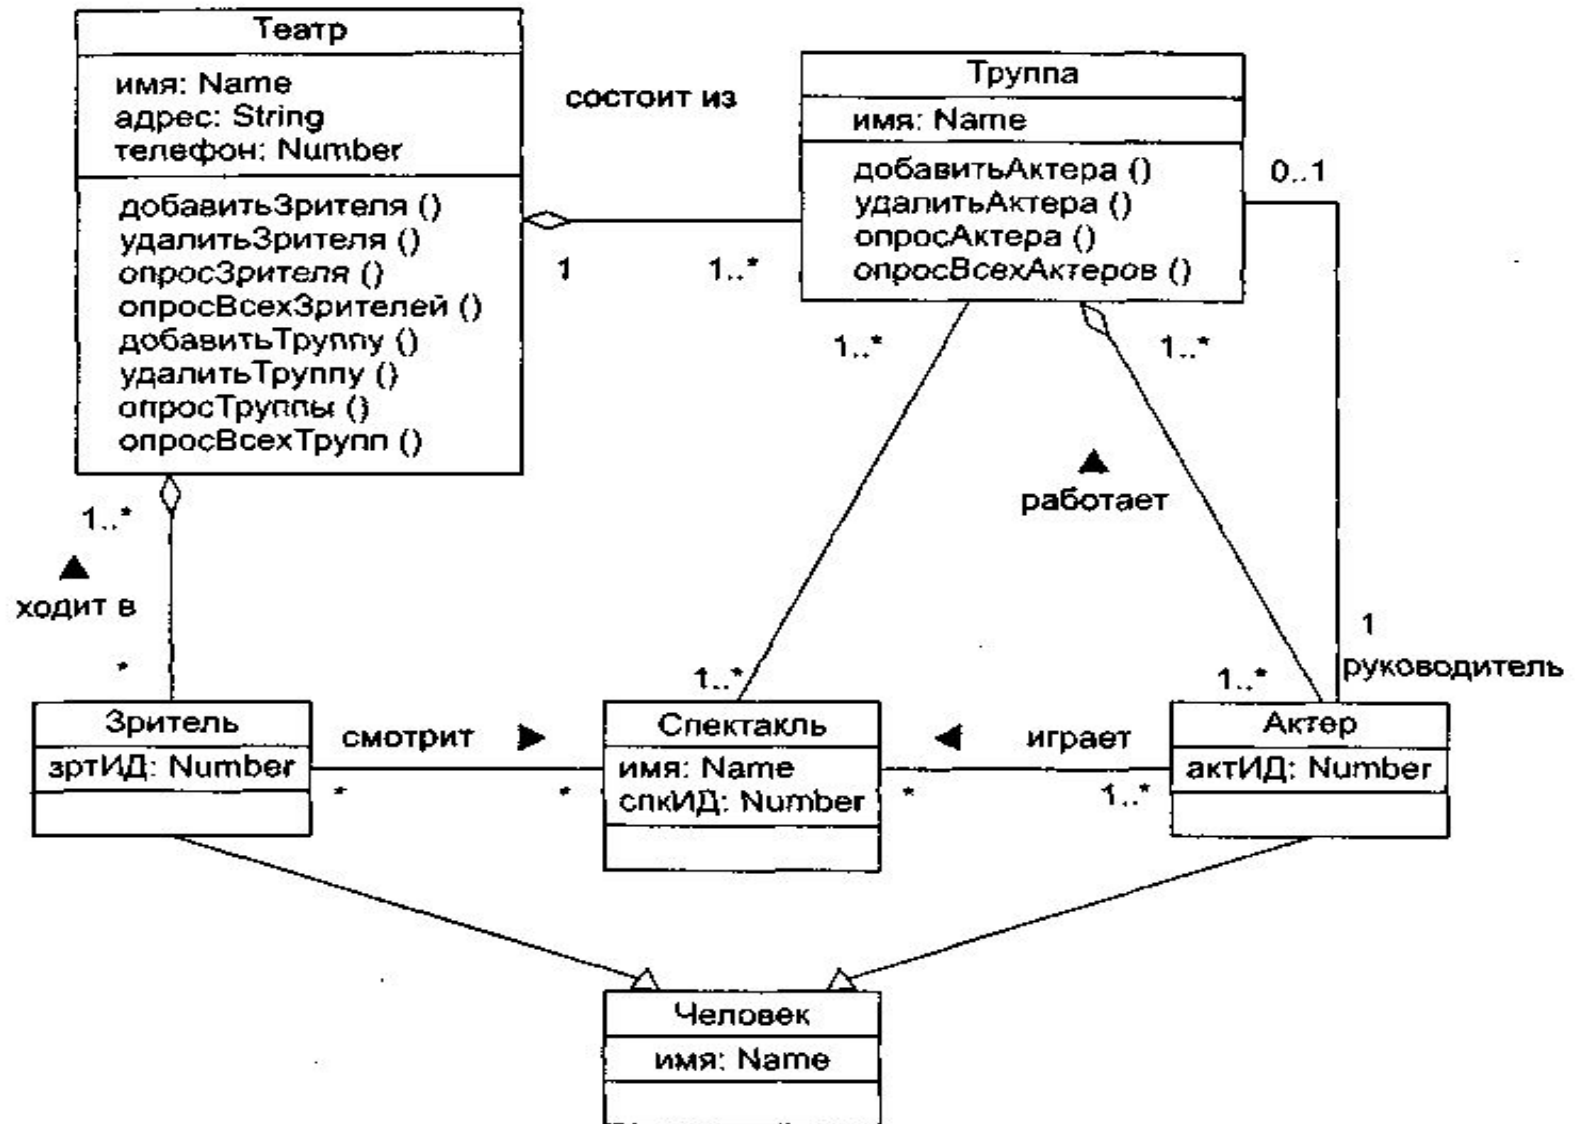 Театр
имя: Name
адрес: String
телефон: Number
добавитьЗрителя ()
удалитьЗрителя ()
опросЗрителя ()
опросВсехЗрителей ()
добавитьТруппу ()
удалитьТруппу ()
опросТруппы ()
опросВсехТрупп ()
состоит из
1
1..*
Труппа
имя: Name
добавитьАктера ()
удалитьАктера ()
опросАктера ()
опросВсехАктеров ()
0..1
1..*
1..*
работает
1..*
ходит в
*
1..*
1..*
1
руководитель
Зритель
зртИД: Number
смотрит
*
*
Спектакль
имя: Name
спкИД: Number
играет
*
1..*
Актер
актИД: Number
Человек
имя: Name